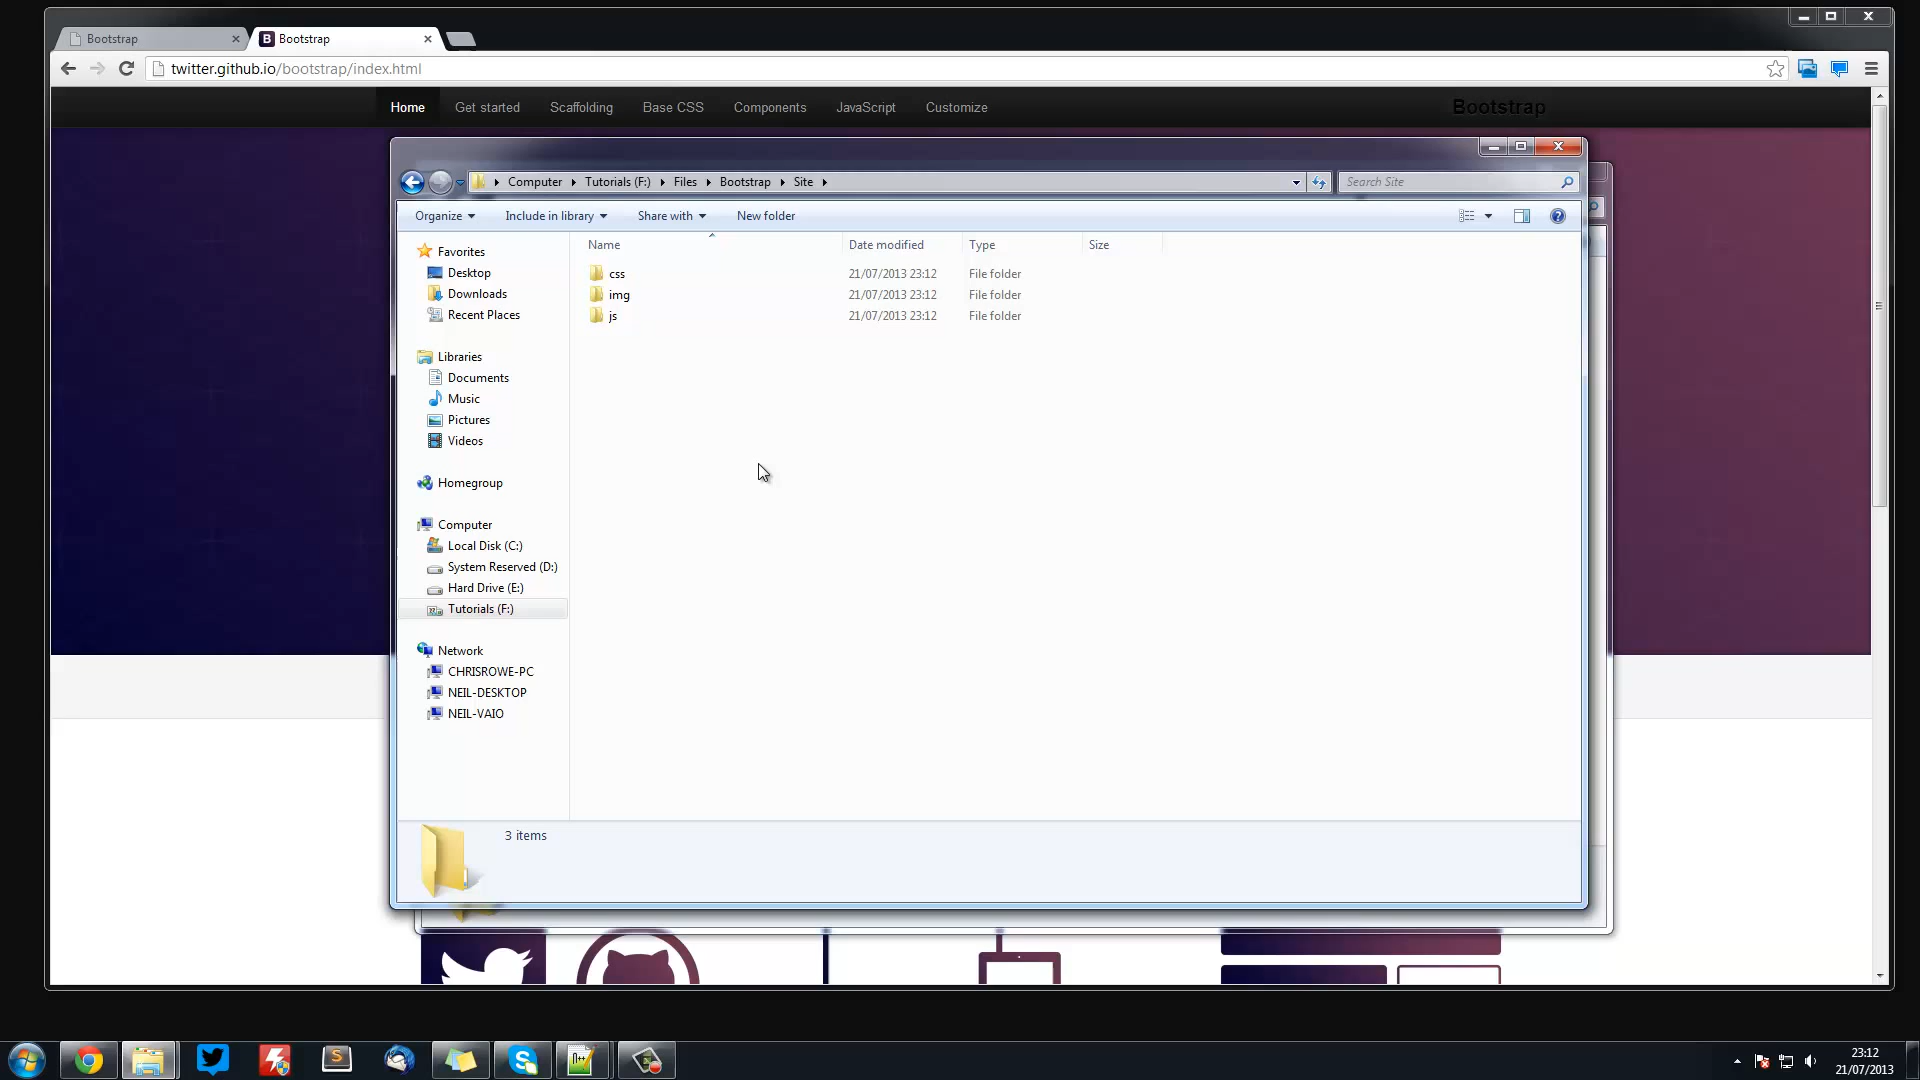 Bootstrap
Bootstrap
twitter.github.io/bootstrap/index.html
Home Get started Scaffolding Base CSS Components JavaScript Customize Bootstrap
Computer Tutorials (F:) Files Bootstrap Site Search Site
Organize Include in library Share with New folder
Name Date modified Type Size
css 21/07/2013 23:12 File folder
img 21/07/2013 23:12 File folder
js 21/07/2013 23:12 File folder
Favorites
Desktop
Downloads
Recent Places
Libraries
Documents
Music
Pictures
Videos
Homegroup
Computer
Local Disk (C:)
System Reserved (D:)
Hard Drive (E:)
Tutorials (F:)
Network
CHRISROWE-PC
NEIL-DESKTOP
NEIL-VAIO
3 items
23:12
21/07/2013